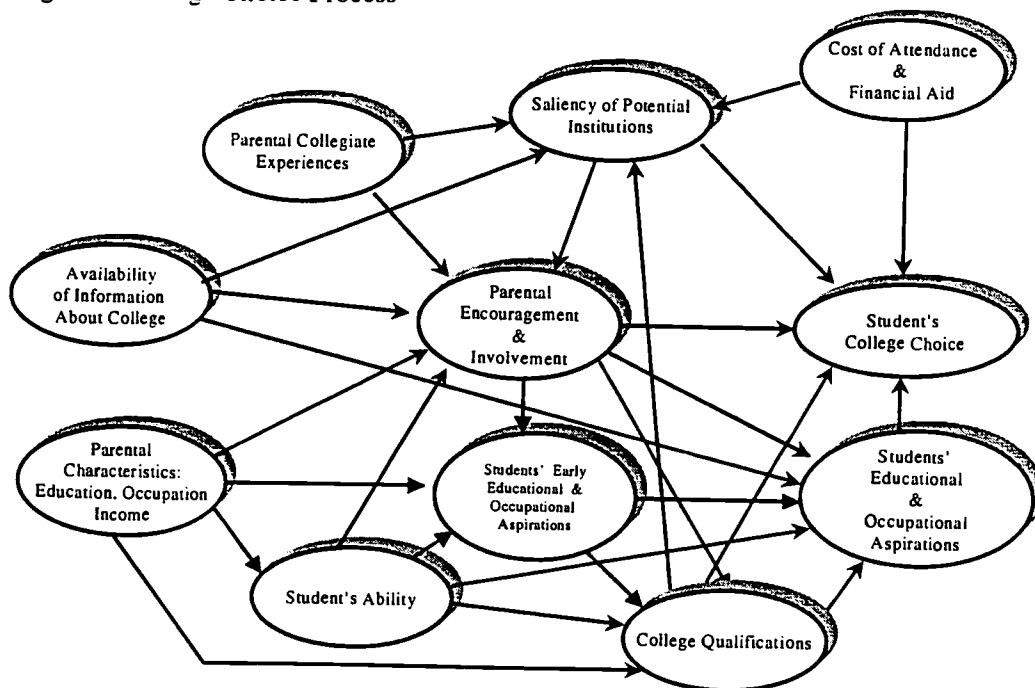 Process
Cost of Attendance
&
Financial Aid
Saliency of Potential
Institutions
Parental Collegiate
Experiences
Availability
of Information
About College
Parental
Encouragement
&
Involvement
Student's
College Choice
Parental
Characteristics:
Education, Occupation
Income
Students' Early
Educational &
Occupational
Aspirations
Students'
Educational
&
Occupational
Aspirations
Student's Ability
College Qualifications